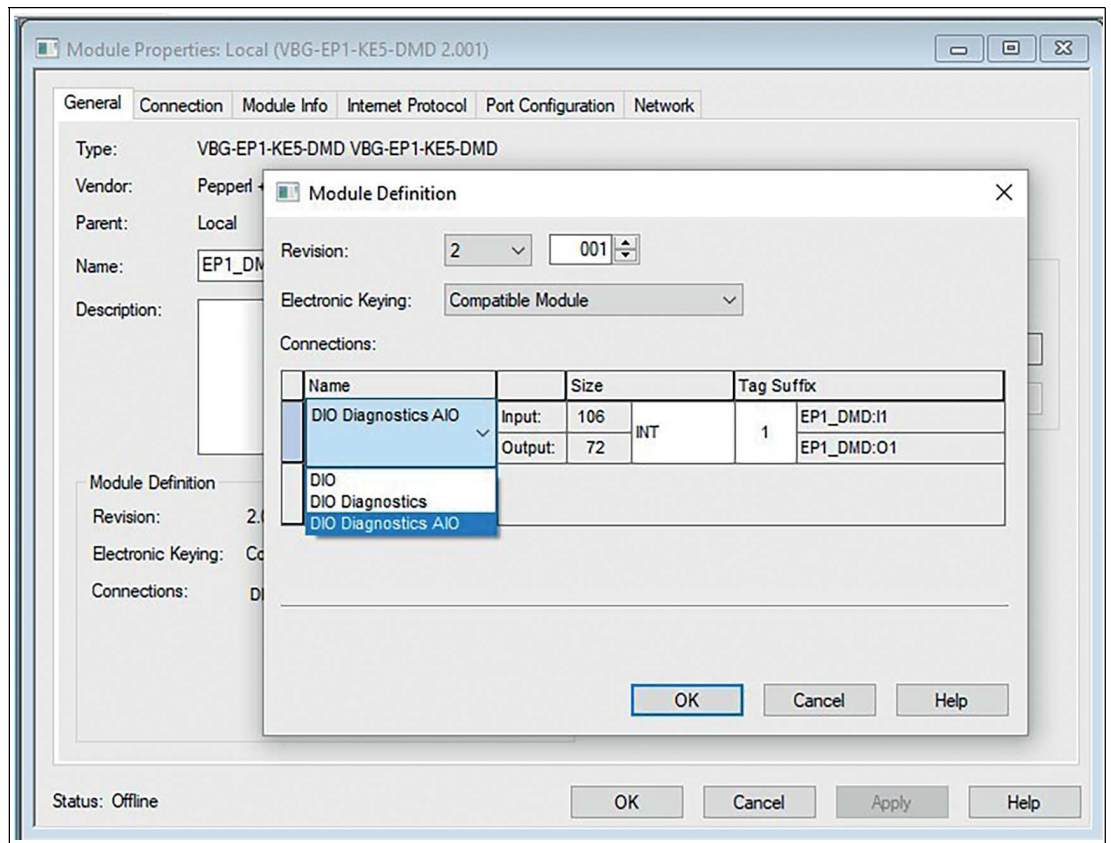 Module Properties: Local (VBG-EP1-KE5-DMD 2.001)
General Connection Module Info Internet Protocol Port Configuration Network
Type: VBG-EP1-KE5-DMD VBG-EP1-KE5-DMD
Vendor: Pepperl +
Parent: Local
Name: EP1_DM
Description:
Module Definition
Revision: 2.0
Electronic Keying: Co
Connections: DI
Module Definition
Revision: 2 001
Electronic Keying: Compatible Module
Connections:
Name Size Tag Suffix
DIO Diagnostics AIO Input: 106 INT 1 EP1_DMD:I1
Output: 72 EP1_DMD:O1
DIO
DIO Diagnostics
DIO Diagnostics AIO
OK Cancel Help
Status: Offline OK Cancel Apply Help